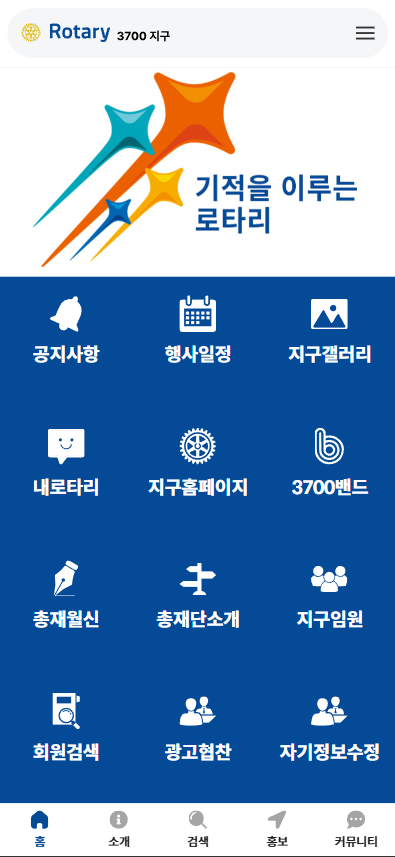 Rotary 3700 지구
기적을 이루는
로타리
공지사항 행사일정 지구갤러리
내로타리 지구홈페이지 3700밴드
총재월신 총재단소개 지구임원
회원검색 광고협찬 자기정보수정
홈 소개 검색 홍보 커뮤니티